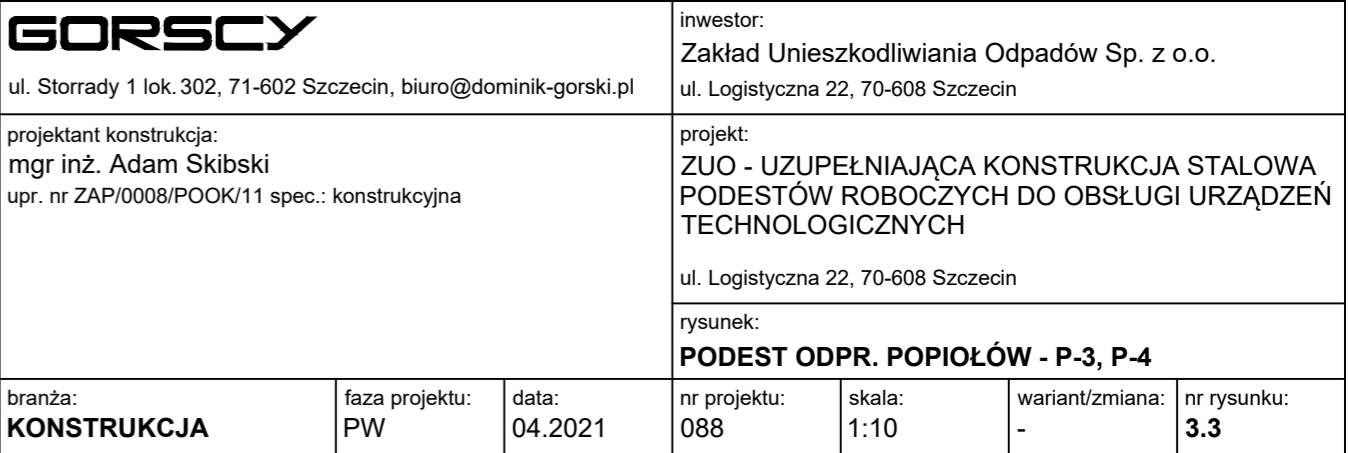 GORSCY
ul. Storrady 1 lok. 302, 71-602 Szczecin, biuro@dominik-gorski.pl
inwestor:
Zakład Unieszkodliwiania Odpadów Sp. z o.o.
ul. Logistyczna 22, 70-608 Szczecin
projektant konstrukcja:
mgr inż. Adam Skibski
upr. nr ZAP/0008/POOK/11 spec.: konstrukcyjna
projekt:
ZUO - UZUPEŁNIAJĄCA KONSTRUKCJA STALOWA
PODESTÓW ROBOCZYCH DO OBSŁUGI URZĄDZEŃ
TECHNOLOGICZNYCH
ul. Logistyczna 22, 70-608 Szczecin
rysunek:
PODEST ODPR. POPIOŁÓW - P-3, P-4
branża:
KONSTRUKCJA
faza projektu:
PW
data:
04.2021
nr projektu:
088
skala:
1:10
wariant/zmiana:
-
nr rysunku:
3.3